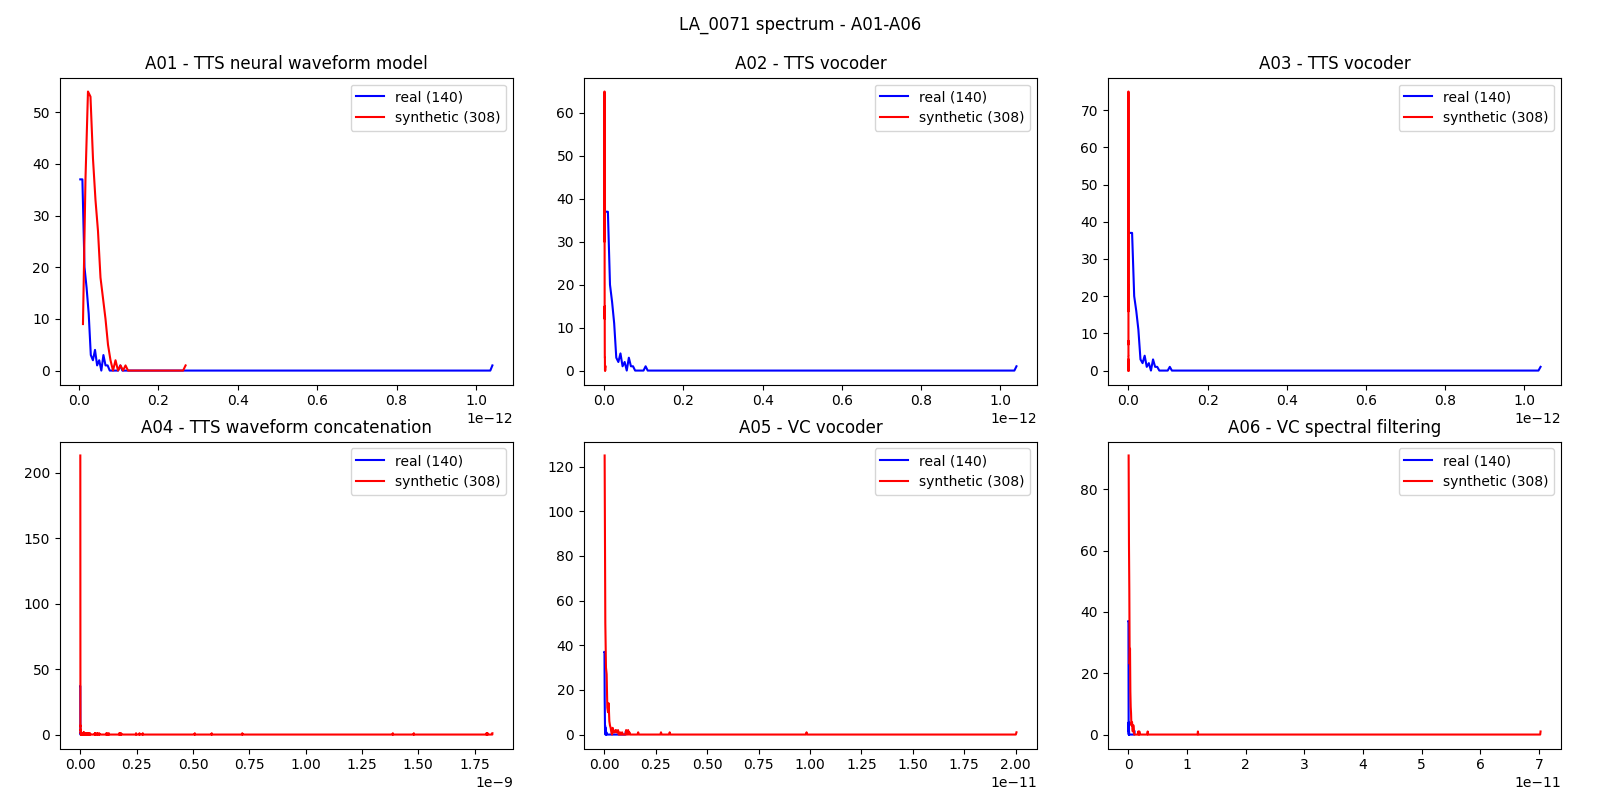 LA_0071 spectrum - A01-A06
A01 - TTS neural waveform model
real (140)
synthetic (308)
50
40
30
20
10
0
0.0 0.2 0.4 0.6 0.8 1.0
1e−12
A02 - TTS vocoder
real (140)
synthetic (308)
60
50
40
30
20
10
0
0.0 0.2 0.4 0.6 0.8 1.0
1e−12
A03 - TTS vocoder
real (140)
synthetic (308)
70
60
50
40
30
20
10
0
0.0 0.2 0.4 0.6 0.8 1.0
1e−12
A04 - TTS waveform concatenation
real (140)
synthetic (308)
200
150
100
50
0
0.00 0.25 0.50 0.75 1.00 1.25 1.50 1.75
1e−9
A05 - VC vocoder
real (140)
synthetic (308)
120
100
80
60
40
20
0
0.00 0.25 0.50 0.75 1.00 1.25 1.50 1.75 2.00
1e−11
A06 - VC spectral filtering
real (140)
synthetic (308)
80
60
40
20
0
0 1 2 3 4 5 6 7
1e−11